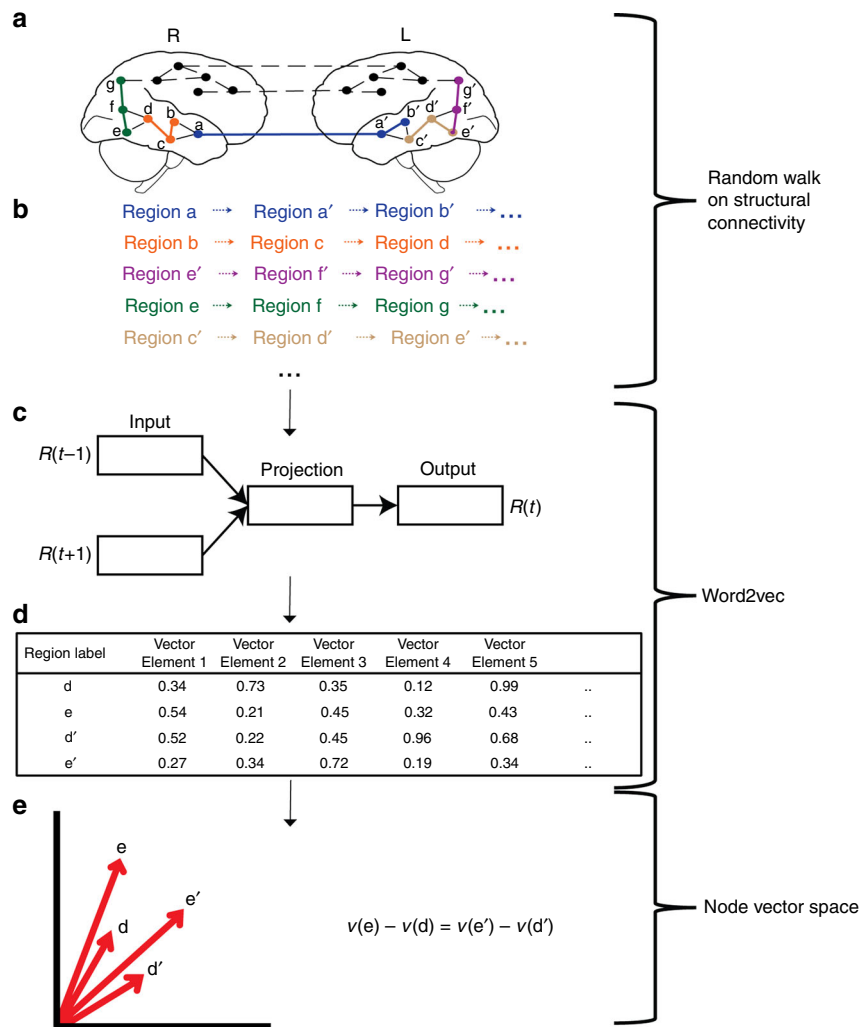 a
R
L
g
f
e
d
b
c
a
a′
b′
c′
d′
e′
f′
g′
Random walk
on structural
connectivity
b
Region a Region a′ Region b′ ...
Region b Region c Region d ...
Region e′ Region f′ Region g′ ...
Region e Region f Region g ...
Region c′ Region d′ Region e′ ...
...
c
Input
R(t–1)
Projection
Output
R(t)
R(t+1)
Word2vec
d
Region label Vector Element 1 Vector Element 2 Vector Element 3 Vector Element 4 Vector Element 5
d 0.34 0.73 0.35 0.12 0.99 ..
e 0.54 0.21 0.45 0.32 0.43 ..
d′ 0.52 0.22 0.45 0.96 0.68 ..
e′ 0.27 0.34 0.72 0.19 0.34 ..
e
e
e′
d
d′
v(e) – v(d) = v(e′) – v(d′)
Node vector space